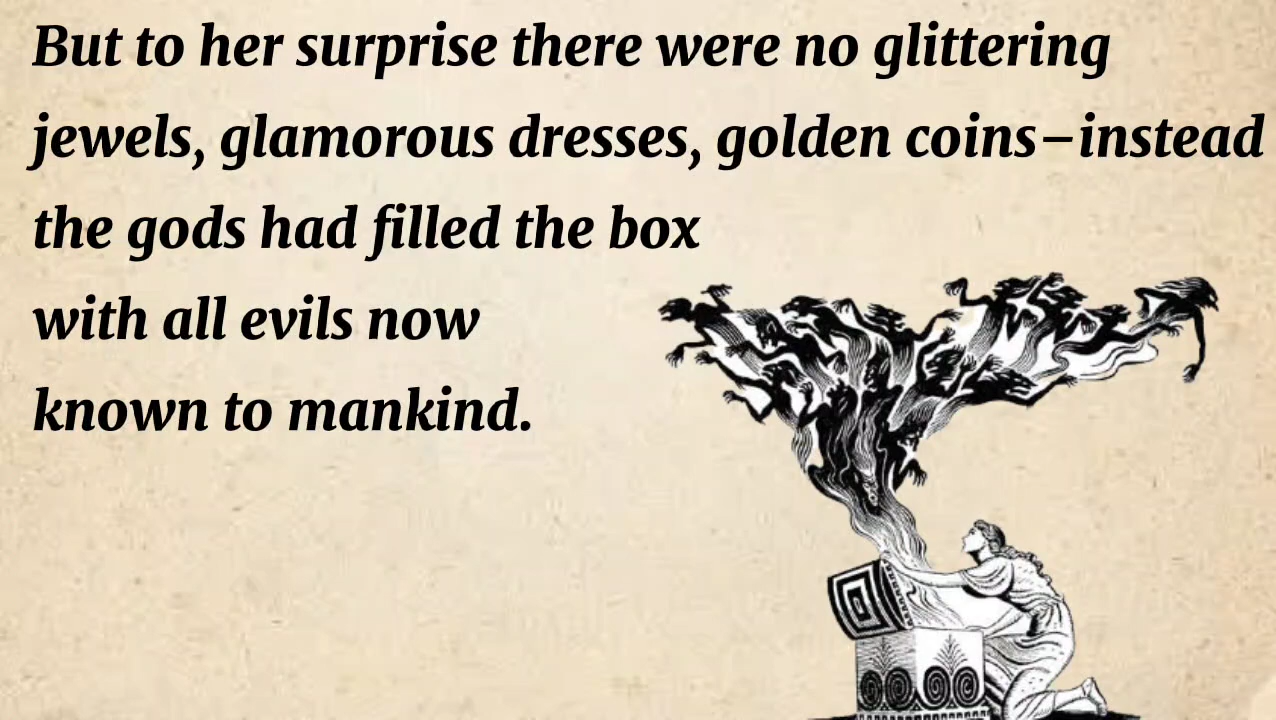 But to her surprise there were no glittering
jewels, glamorous dresses, golden coins–instead
the gods had filled the box
with all evils now
known to mankind.